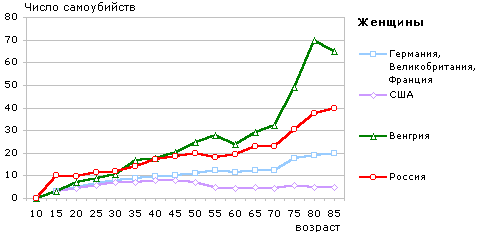 Число самоубийств
80
70
60
50
40
30
20
10
0
10 15 20 25 30 35 40 45 50 55 60 65 70 75 80 85
возраст
Женщины
Германия,
Великобритания,
Франция
США
Венгрия
Россия